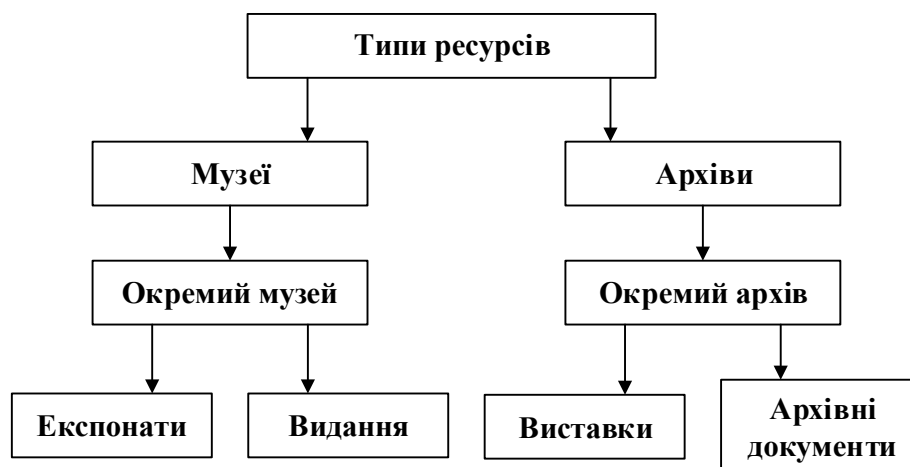 Типи ресурсів
Музеї
Архіви
Окремий музей
Окремий архів
Експонати
Видання
Виставки
Архівні
документи